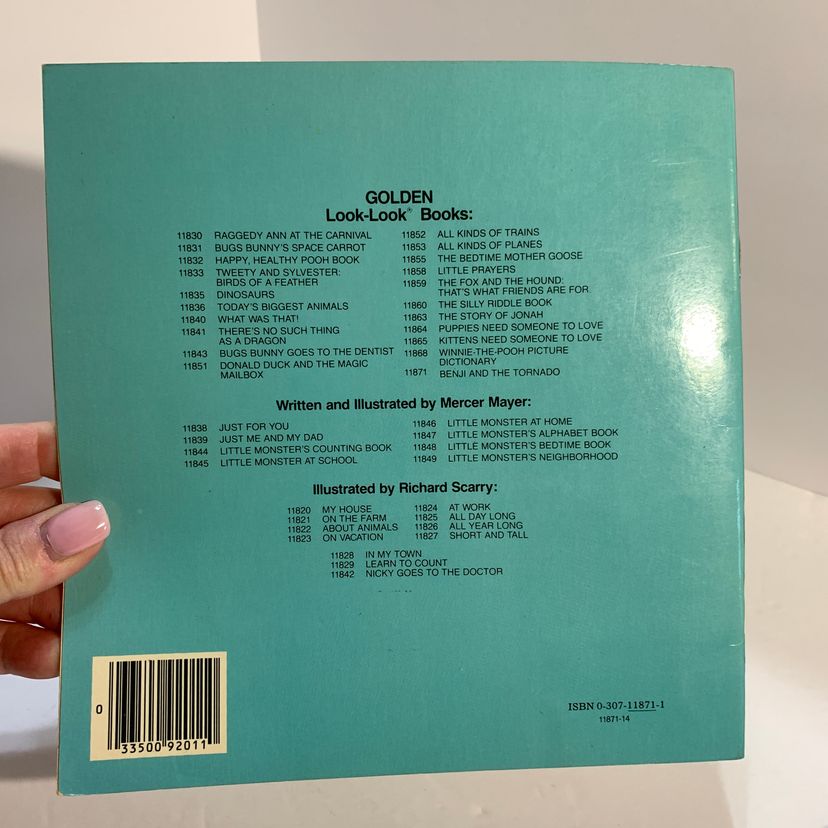 GOLDEN
Look-Look® Books:
11830 RAGGEDY ANN AT THE CARNIVAL
11831 BUGS BUNNY'S SPACE CARROT
11832 HAPPY, HEALTHY POOH BOOK
11833 TWEETY AND SYLVESTER:
BIRDS OF A FEATHER
11835 DINOSAURS
11836 TODAY'S BIGGEST ANIMALS
11840 WHAT WAS THAT!
11841 THERE'S NO SUCH THING
AS A DRAGON
11843 BUGS BUNNY GOES TO THE DENTIST
11851 DONALD DUCK AND THE MAGIC
MAILBOX
11852 ALL KINDS OF TRAINS
11853 ALL KINDS OF PLANES
11855 THE BEDTIME MOTHER GOOSE
11858 LITTLE PRAYERS
11859 THE FOX AND THE HOUND:
THAT'S WHAT FRIENDS ARE FOR
11860 THE SILLY RIDDLE BOOK
11863 THE STORY OF JONAH
11864 PUPPIES NEED SOMEONE TO LOVE
11865 KITTENS NEED SOMEONE TO LOVE
11868 WINNIE-THE-POOH PICTURE
DICTIONARY
11871 BENJI AND THE TORNADO
Written and Illustrated by Mercer Mayer:
11838 JUST FOR YOU
11839 JUST ME AND MY DAD
11844 LITTLE MONSTER'S COUNTING BOOK
11845 LITTLE MONSTER AT SCHOOL
11846 LITTLE MONSTER AT HOME
11847 LITTLE MONSTER'S ALPHABET BOOK
11848 LITTLE MONSTER'S BEDTIME BOOK
11849 LITTLE MONSTER'S NEIGHBORHOOD
Illustrated by Richard Scarry:
11820 MY HOUSE
11821 ON THE FARM
11822 ABOUT ANIMALS
11823 ON VACATION
11824 AT WORK
11825 ALL DAY LONG
11826 ALL YEAR LONG
11827 SHORT AND TALL
11828 IN MY TOWN
11829 LEARN TO COUNT
11842 NICKY GOES TO THE DOCTOR
0 33500 92011
ISBN 0-307-11871-1
11871-14